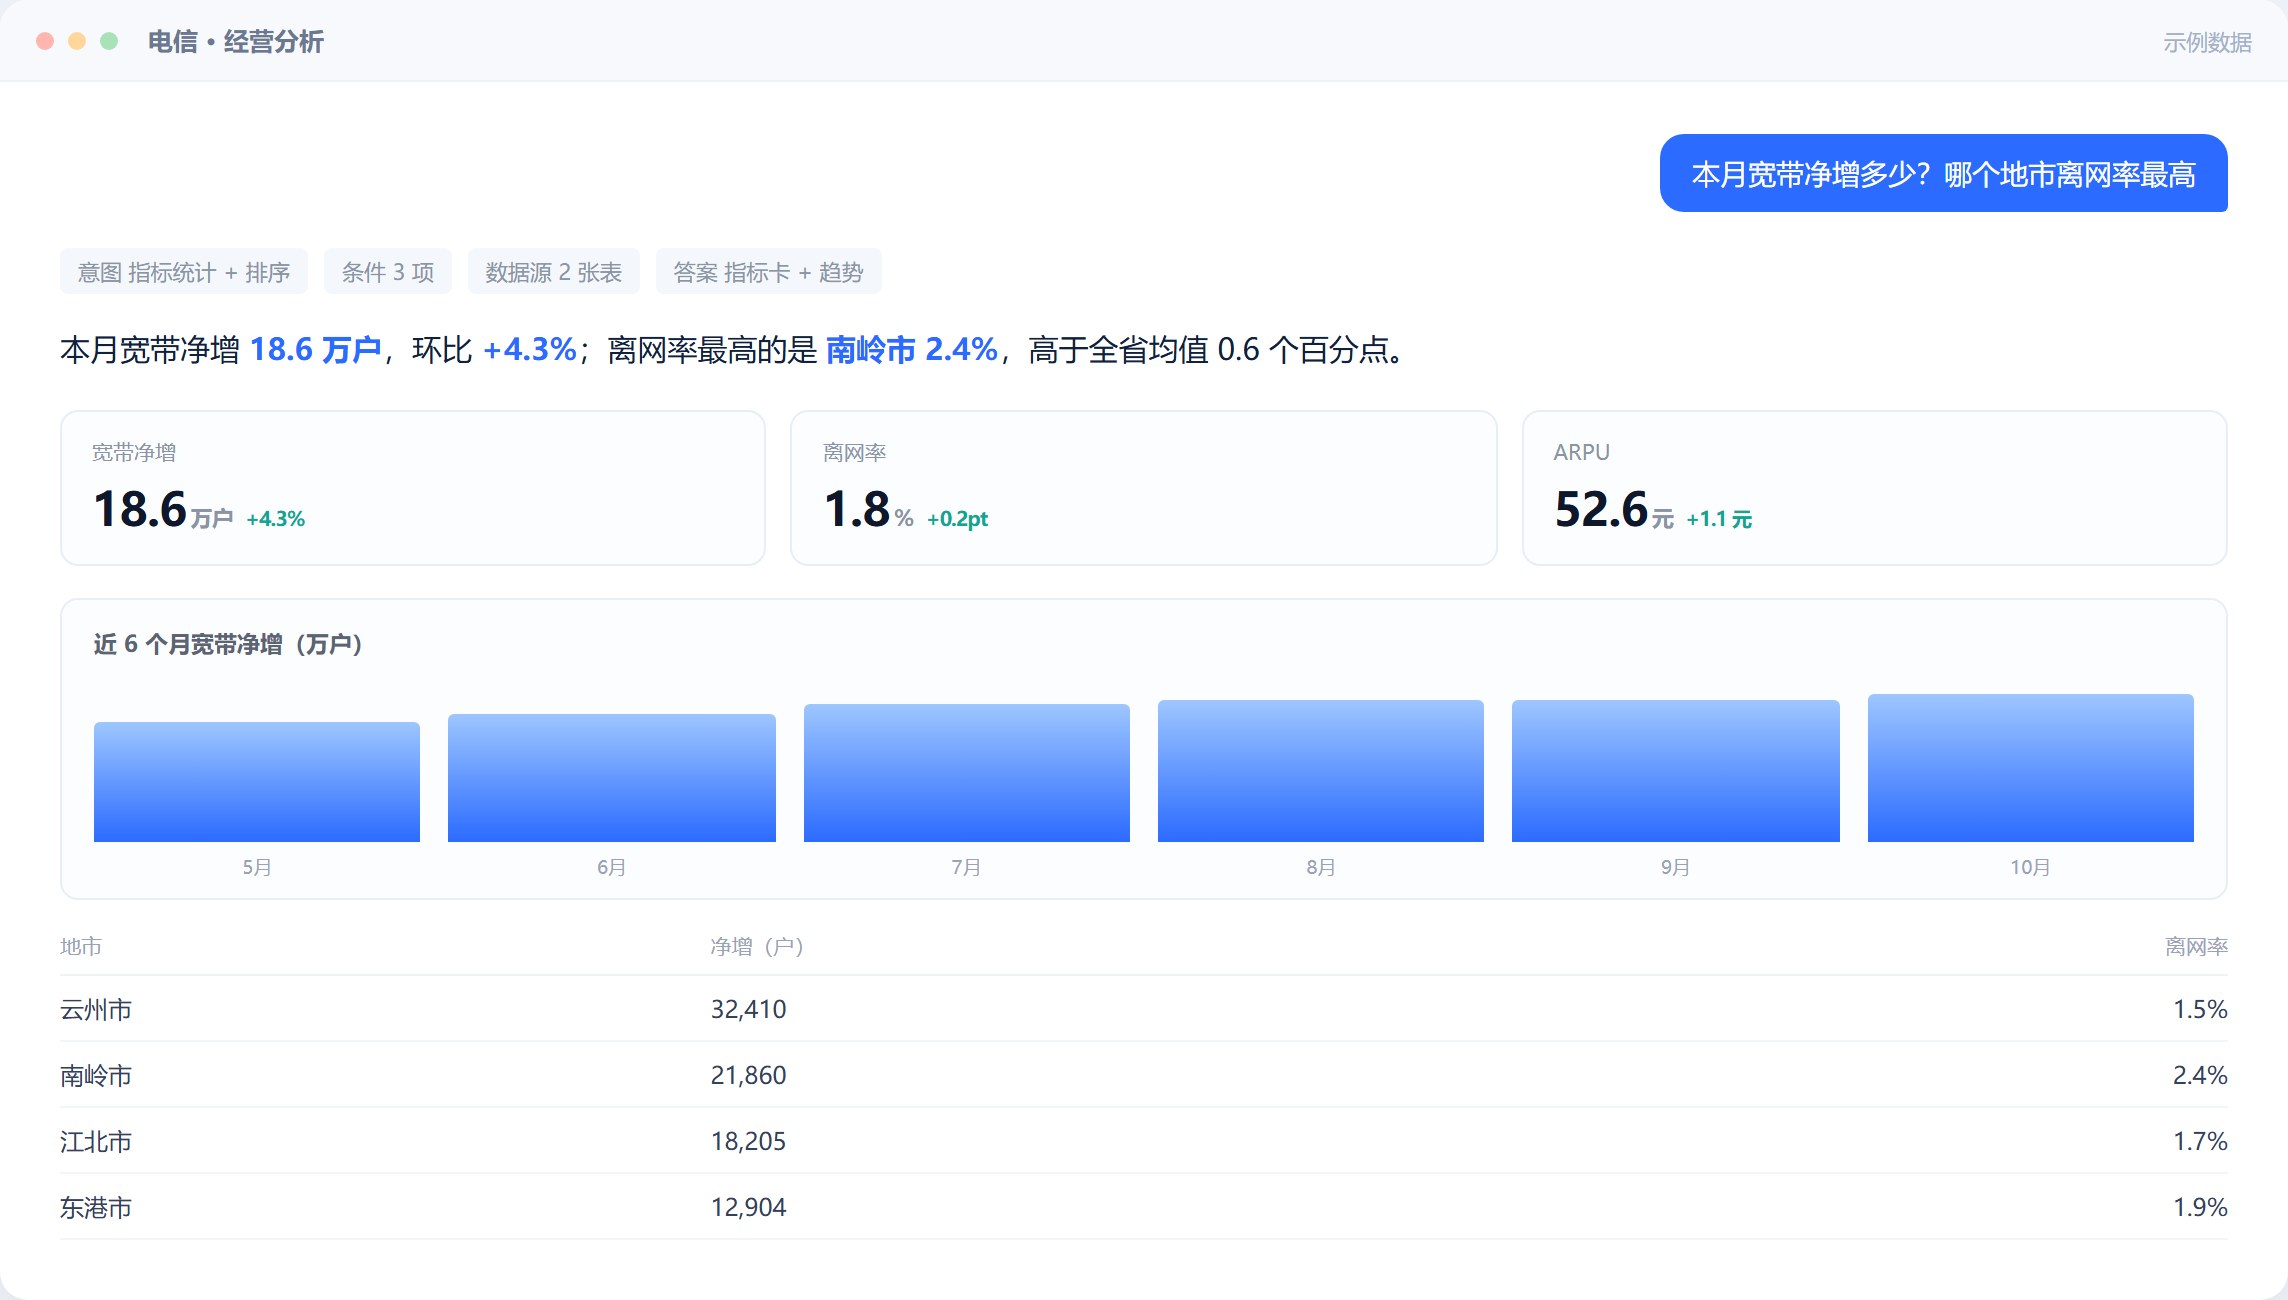 电信 • 经营分析
示例数据
本月宽带净增多少？哪个地市离网率最高
意图 指标统计 + 排序
条件 3 项
数据源 2 张表
答案 指标卡 + 趋势
本月宽带净增 18.6 万户，环比 +4.3%；离网率最高的是 南岭市 2.4%，高于全省均值 0.6 个百分点。
宽带净增
18.6 万户 +4.3%
离网率
1.8 % +0.2pt
ARPU
52.6 元 +1.1 元
近 6 个月宽带净增（万户）
5月 6月 7月 8月 9月 10月
地市 净增（户） 离网率
云州市 32,410 1.5%
南岭市 21,860 2.4%
江北市 18,205 1.7%
东港市 12,904 1.9%